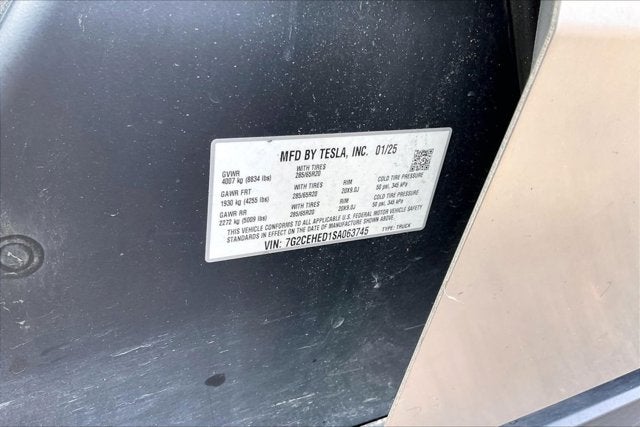 MFD BY TESLA, INC. 01/25
GVWR WITH TIRES
4007 kg (8834 lbs) 285/65R20
GAWR FRT WITH TIRES RIM COLD TIRE PRESSURE
1930 kg (4255 lbs) 285/65R20 20X9.0J 50 psi, 345 kPa
GAWR RR WITH TIRES RIM COLD TIRE PRESSURE
2272 kg (5009 lbs) 285/65R20 20X9.0J 50 psi, 345 kPa
THIS VEHICLE CONFORMS TO ALL APPLICABLE U.S. FEDERAL MOTOR VEHICLE SAFETY
STANDARDS IN EFFECT ON THE DATE OF MANUFACTURE SHOWN ABOVE.
VIN: 7G2CEHED1SA063745 TYPE: TRUCK